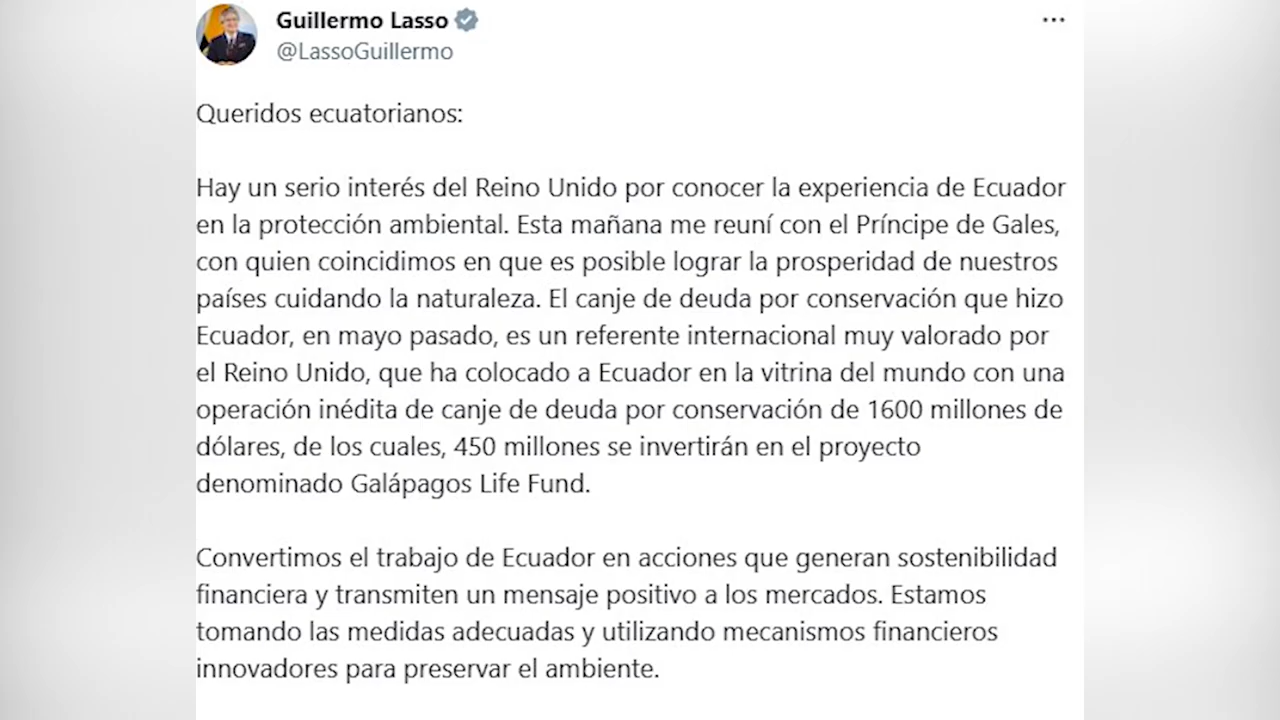 Guillermo Lasso
@LassoGuillermo
Queridos ecuatorianos:
Hay un serio interés del Reino Unido por conocer la experiencia de Ecuador
en la protección ambiental. Esta mañana me reuní con el Príncipe de Gales,
con quien coincidimos en que es posible lograr la prosperidad de nuestros
países cuidando la naturaleza. El canje de deuda por conservación que hizo
Ecuador, en mayo pasado, es un referente internacional muy valorado por
el Reino Unido, que ha colocado a Ecuador en la vitrina del mundo con una
operación inédita de canje de deuda por conservación de 1600 millones de
dólares, de los cuales, 450 millones se invertirán en el proyecto
denominado Galápagos Life Fund.
Convertimos el trabajo de Ecuador en acciones que generan sostenibilidad
financiera y transmiten un mensaje positivo a los mercados. Estamos
tomando las medidas adecuadas y utilizando mecanismos financieros
innovadores para preservar el ambiente.